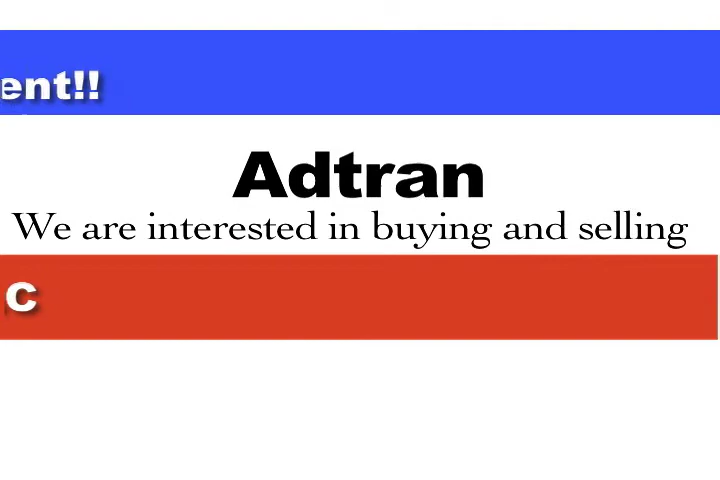 ent!!
Adtran
We are interested in buying and selling
C